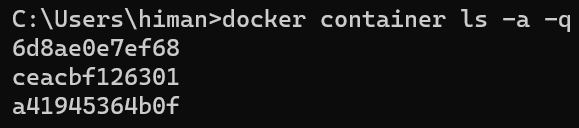 C:\Users\himan>docker container ls -a -q
6d8ae0e7ef68
ceacbf126301
a41945364b0f